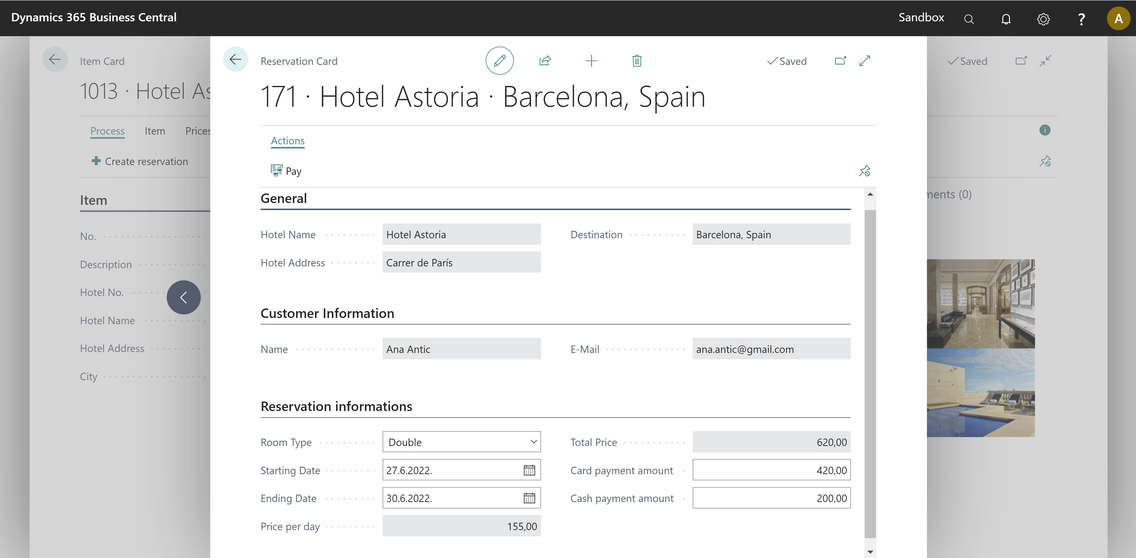 Dynamics 365 Business Central
Sandbox
?
A
Item Card
Reservation Card
Saved
Saved
1013 · Hotel As
171 · Hotel Astoria · Barcelona, Spain
Process Item Prices
Actions
Create reservation
Pay
Item
General
ments (0)
No.
Hotel Name Hotel Astoria Destination Barcelona, Spain
Description
Hotel Address Carrer de París
Hotel No.
Hotel Name
Customer Information
Hotel Address
Name Ana Antic E-Mail ana.antic@gmail.com
City
Reservation informations
Room Type Double Total Price 620,00
Starting Date 27.6.2022. Card payment amount 420,00
Ending Date 30.6.2022. Cash payment amount 200,00
Price per day 155,00